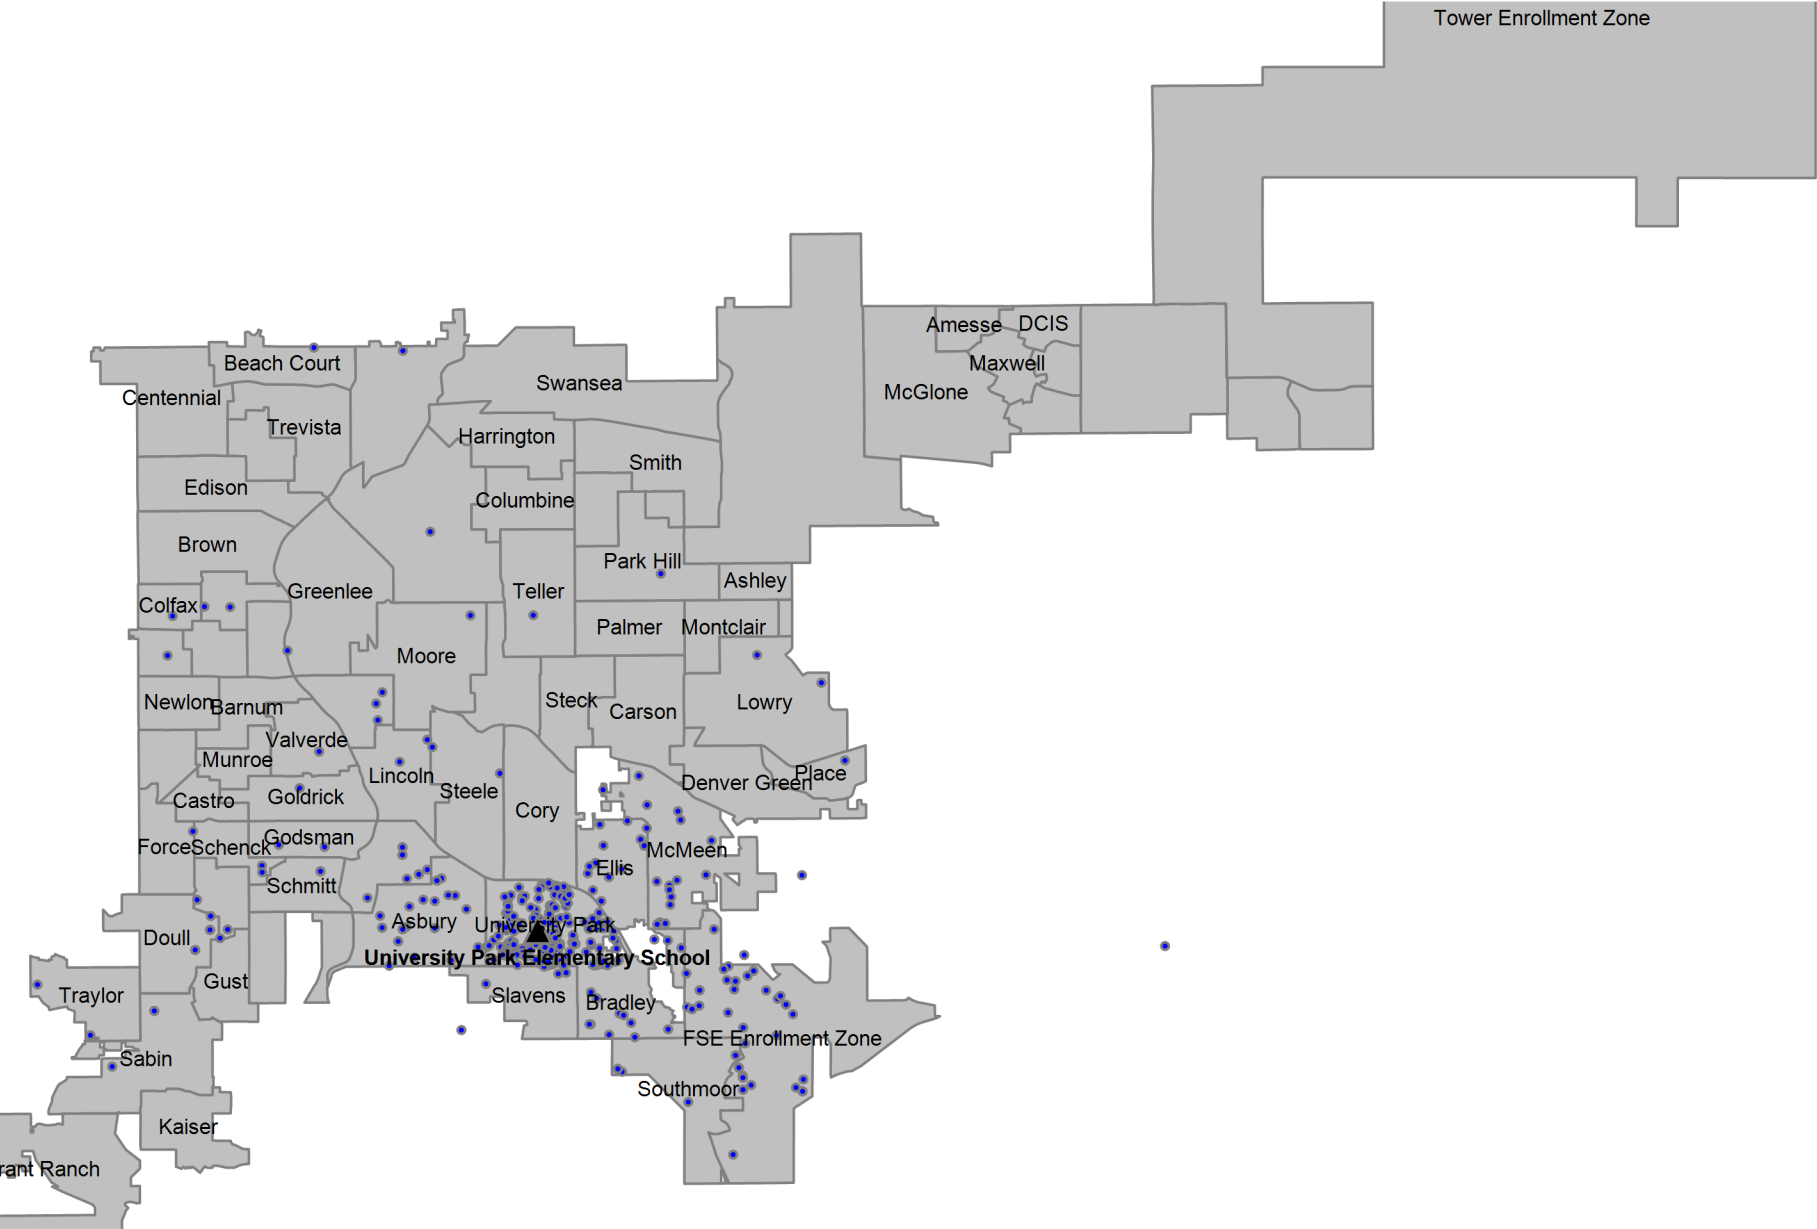 Tower Enrollment Zone
Amesse
DCIS
Beach Court
Maxwell
Swansea
McGlone
Centennial
Trevista
Harrington
Smith
Edison
Columbine
Brown
Park Hill
Ashley
Greenlee
Teller
Colfax
Palmer
Montclair
Moore
Newlon
Barnum
Steck
Carson
Lowry
Valverde
Munroe
Lincoln
Place
Denver Green
Steele
Castro
Goldrick
Cory
Godsman
Force
Schenck
McMeen
Ellis
Schmitt
Asbury
University Park
Doull
University Park Elementary School
Gust
Traylor
Slavens
Bradley
FSE Enrollment Zone
Sabin
Southmoor
Kaiser
rant Ranch